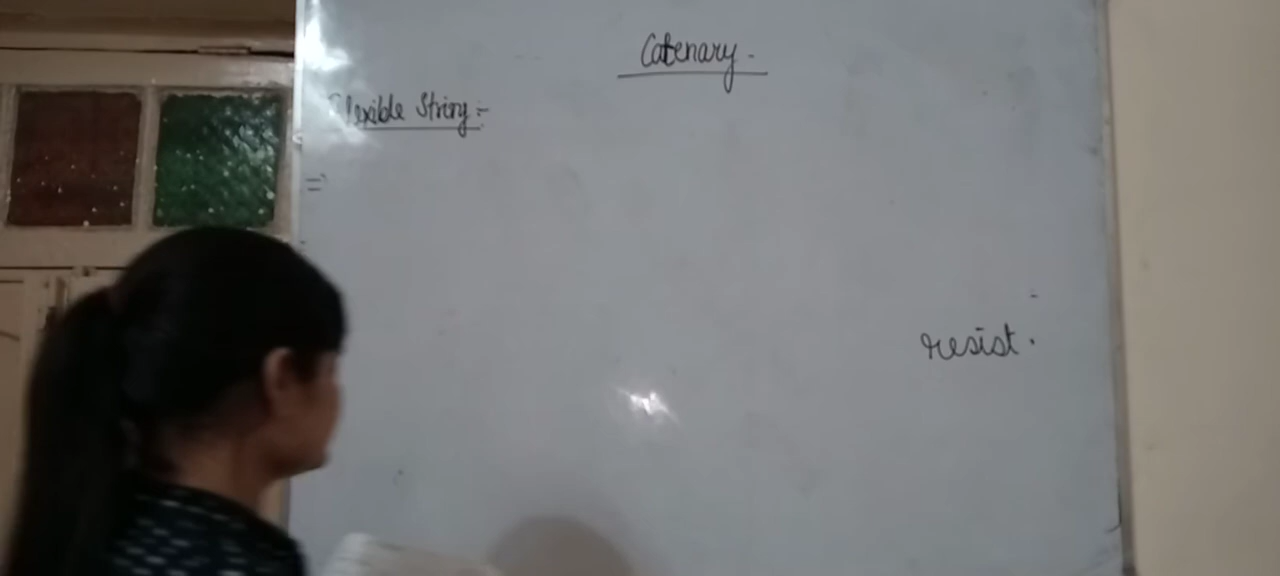 Catenary.
Flexible String :-
=>
resist.